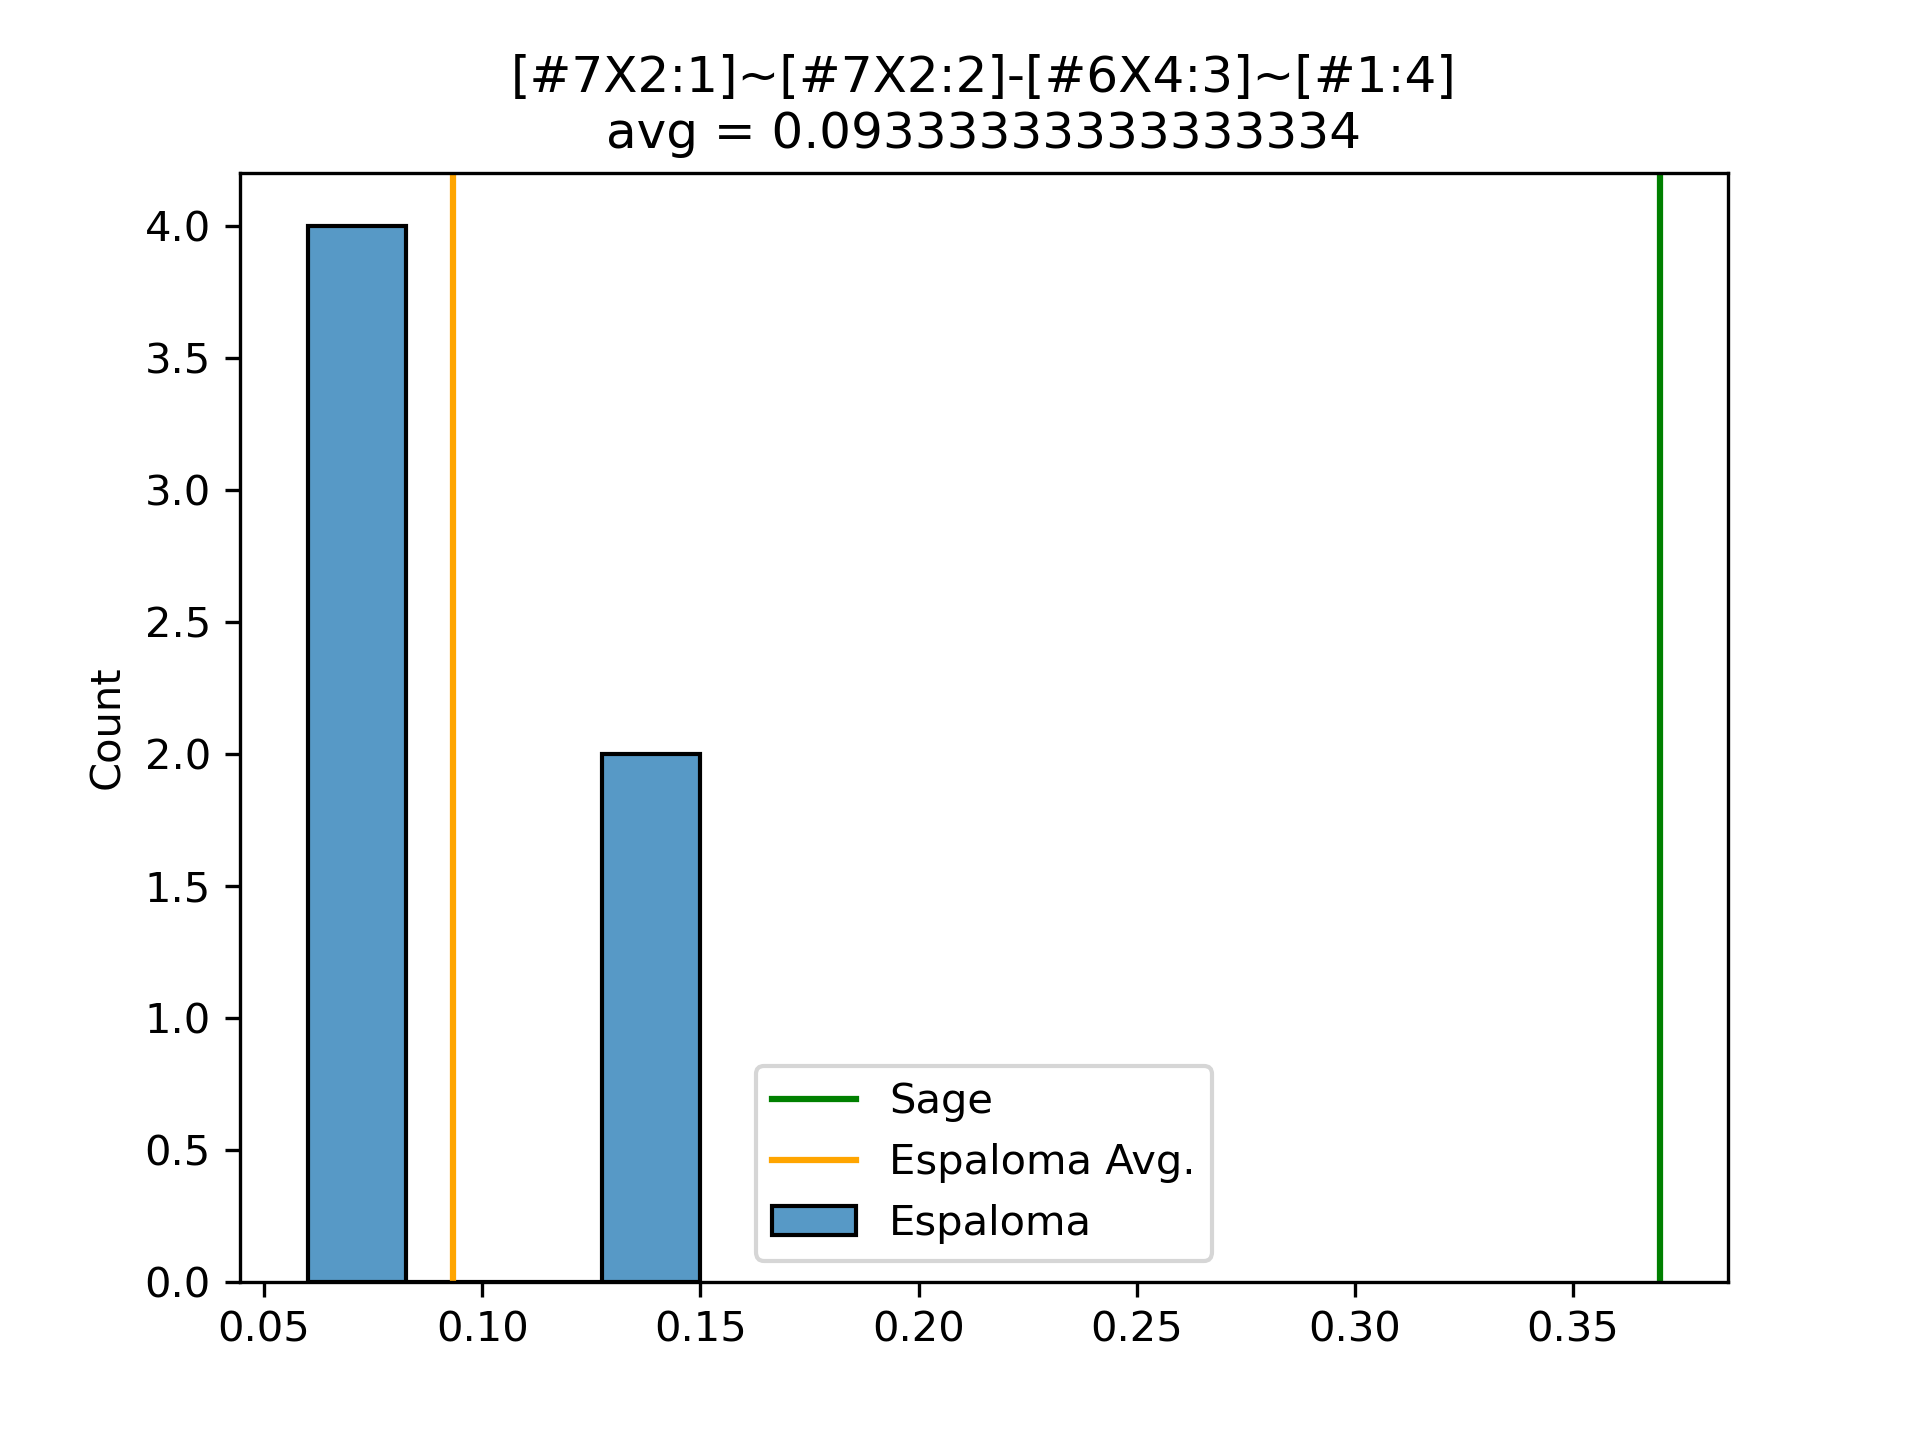 [#7X2:1]~[#7X2:2]-[#6X4:3]~[#1:4]
avg = 0.09333333333333334
4.0
3.5
3.0
2.5
2.0
1.5
1.0
0.5
0.0
Count
Sage
Espaloma Avg.
Espaloma
0.05 0.10 0.15 0.20 0.25 0.30 0.35